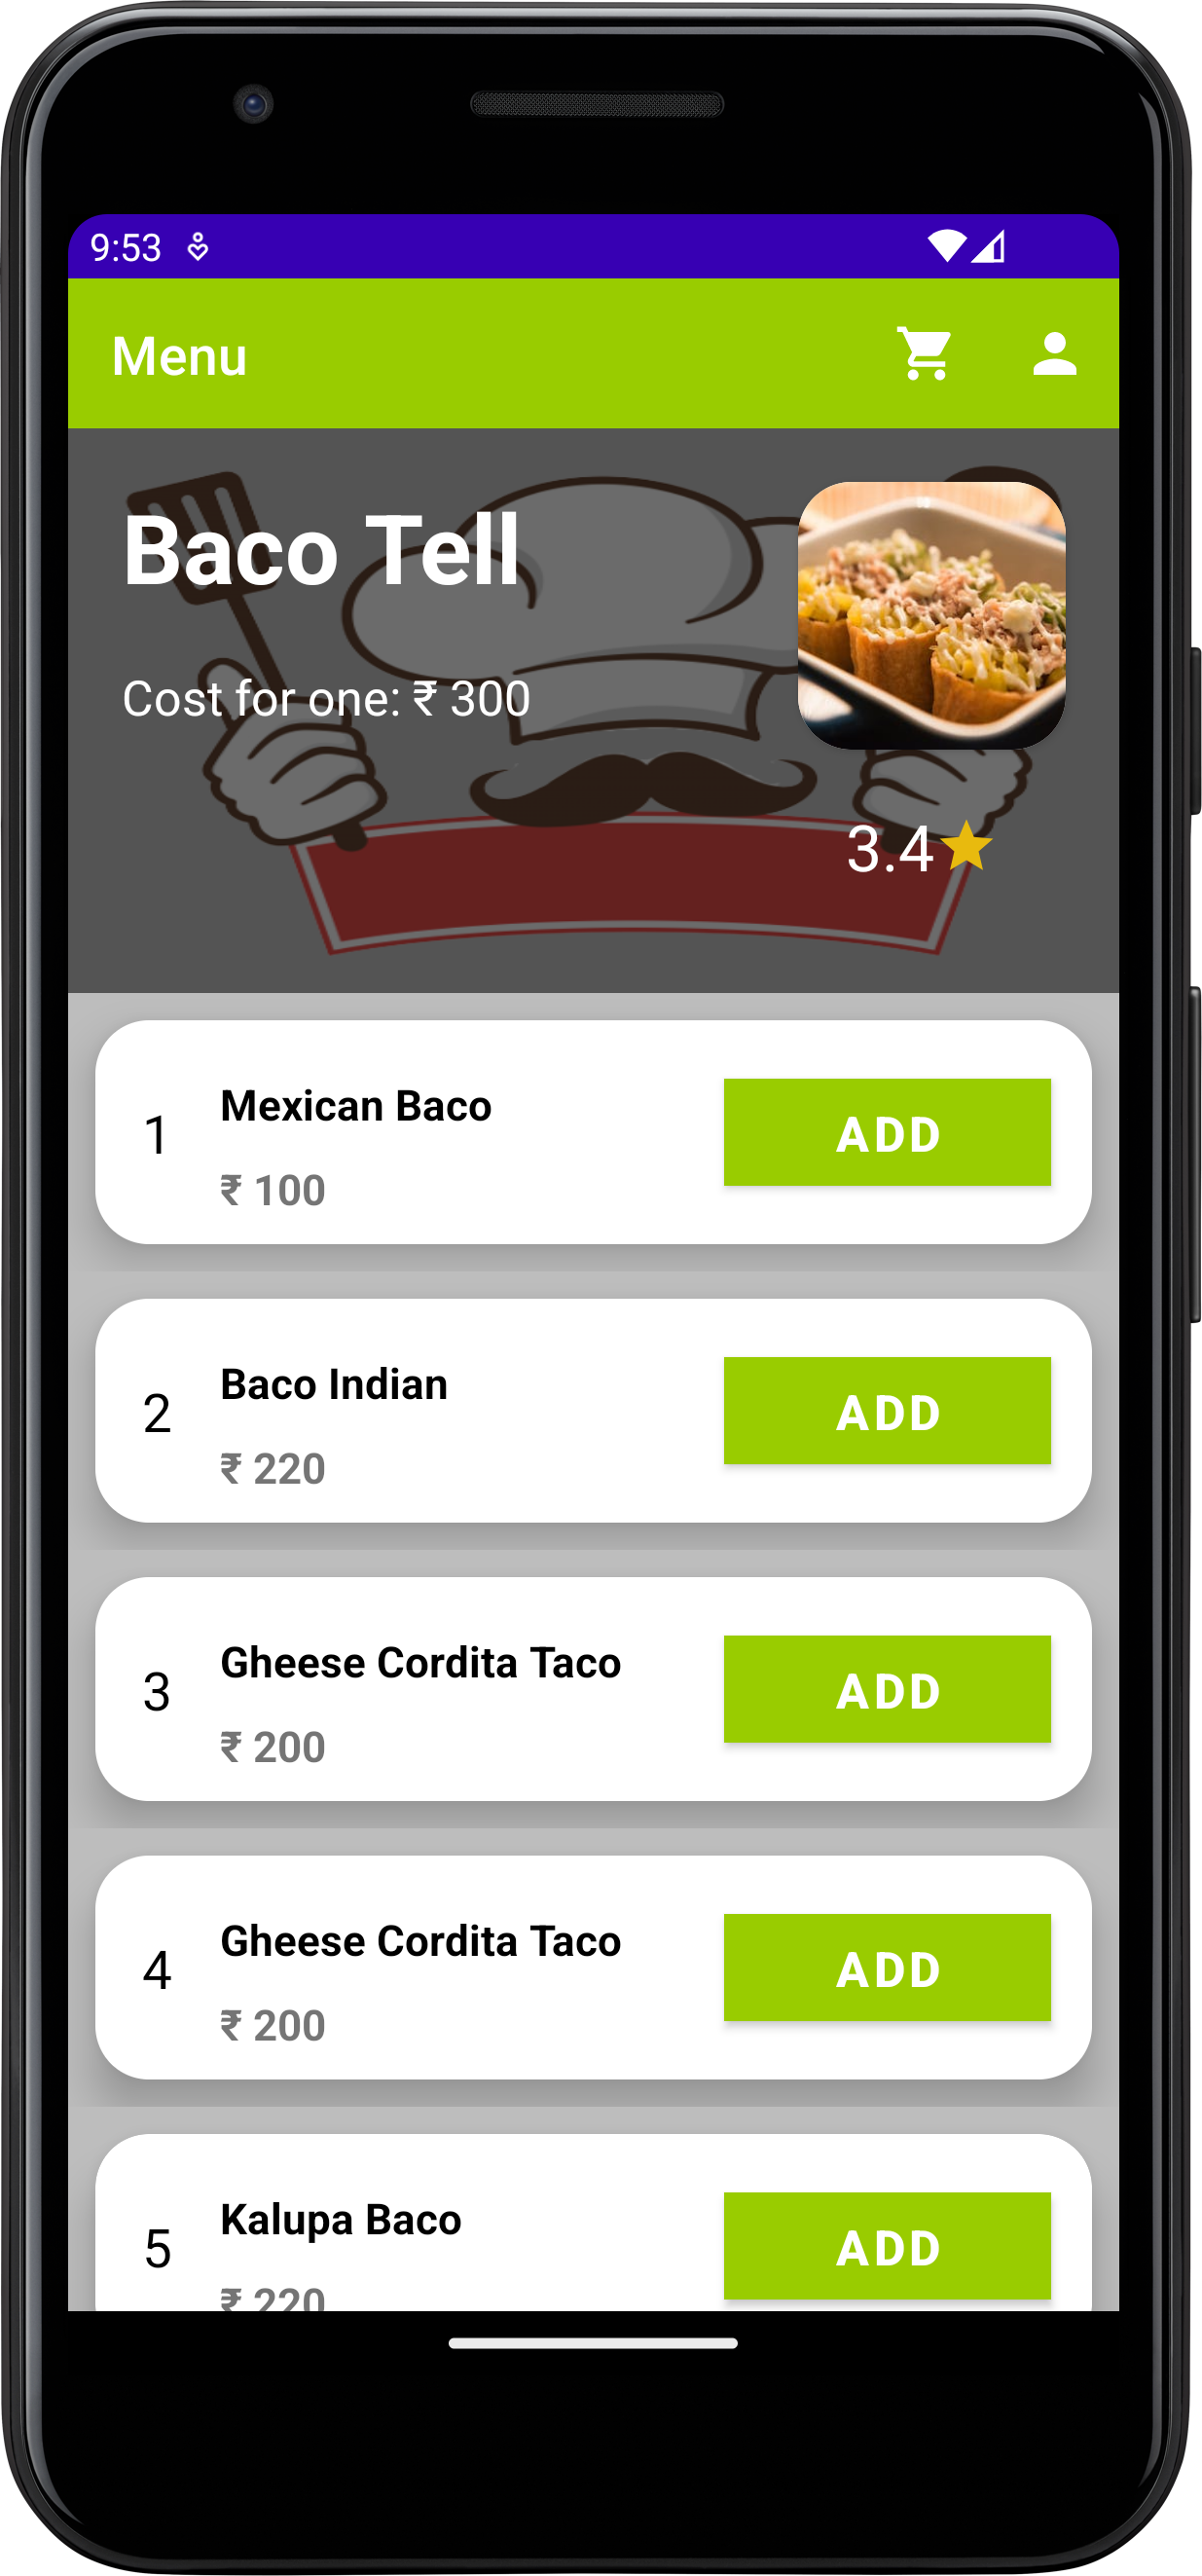 9:53
Menu
Baco Tell
Cost for one: ₹ 300
3.4
1
Mexican Baco
₹ 100
ADD
2
Baco Indian
₹ 220
ADD
3
Gheese Cordita Taco
₹ 200
ADD
4
Gheese Cordita Taco
₹ 200
ADD
5
Kalupa Baco
₹ 220
ADD